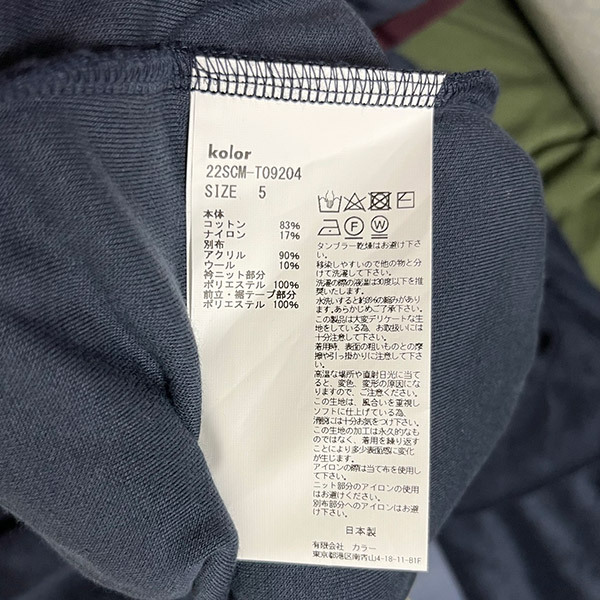 kolor
22SCM-T09204
SIZE 5
本体
コットン 83%
ナイロン 17%
別布
アクリル 90%
ウール 10%
衿ニット部分
ポリエステル 100%
前立・裾テープ部分
ポリエステル 100%
タンブラー乾燥はお避け下さ
い。
移染しやすいので他の物と分
けて洗濯して下さい。
洗濯の際の液温は30度以下を推
奨いたします。
水洗いすると約 の縮みがあり
ます。あらかじめご了承下さい。
この製品は大変デリケートな生
地をしている為、お取扱いには
十分注意して下さい。
着用時、表面の粗いものとの摩
擦や引っ掛かりに注意して下さ
い。
高温な場所や直射日光に当て
ると、変色、変形の原因にな
りますので、ご注意ください。
この生地は、風合いを重視し
ソフトに仕上げている為、
には十分お気をつけ下さい。
この生地の加工は永久的なも
のではなく、着用を繰り返す
ことにより多少表面感に変化
が生じます。
アイロンの際は当て布を使用し
て下さい。
ニット部分のアイロンの使用
はお避けください。
別布部分へのアイロンはお避
け下さい。
日本製
有限会社 カラー
東京都港区南青山4-18-11-B1F